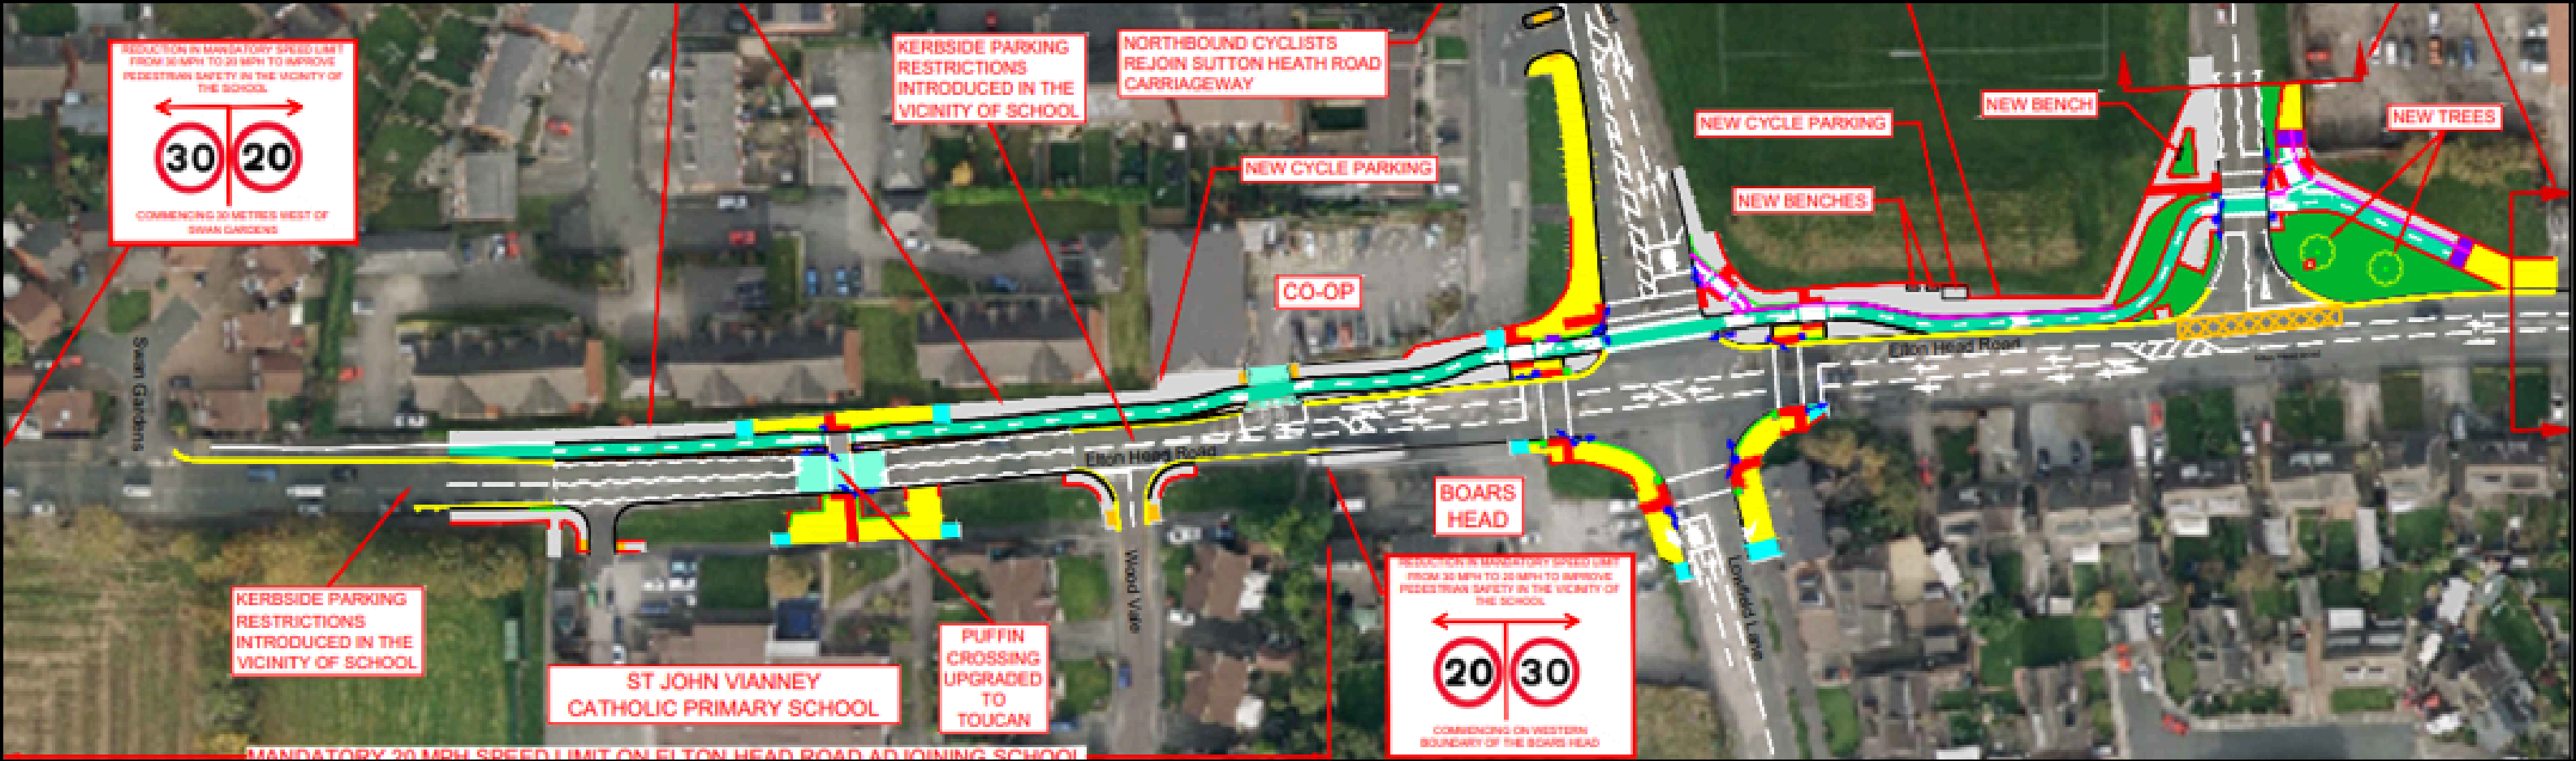 REDUCTION IN MANDATORY SPEED LIMIT
FROM 30 MPH TO 20 MPH TO IMPROVE
PEDESTRIAN SAFETY IN THE VICINITY OF
THE SCHOOL
30 20
COMMENCING 30 METRES WEST OF
SWAN GARDENS
KERBSIDE PARKING
RESTRICTIONS
INTRODUCED IN THE
VICINITY OF SCHOOL
NORTHBOUND CYCLISTS
REJOIN SUTTON HEATH ROAD
CARRIAGEWAY
NEW CYCLE PARKING
CO-OP
NEW CYCLE PARKING
NEW BENCHES
NEW BENCH
NEW TREES
Swan Gardens
Elton Head Road
Elton Head Road
Wood Vale
Lowfield Lane
KERBSIDE PARKING
RESTRICTIONS
INTRODUCED IN THE
VICINITY OF SCHOOL
ST JOHN VIANNEY
CATHOLIC PRIMARY SCHOOL
PUFFIN
CROSSING
UPGRADED
TO
TOUCAN
BOARS
HEAD
REDUCTION IN MANDATORY SPEED LIMIT
FROM 30 MPH TO 20 MPH TO IMPROVE
PEDESTRIAN SAFETY IN THE VICINITY OF
THE SCHOOL
20 30
COMMENCING ON WESTERN
BOUNDARY OF THE BOARS HEAD
MANDATORY 20 MPH SPEED LIMIT ON ELTON HEAD ROAD ADJOINING SCHOOL